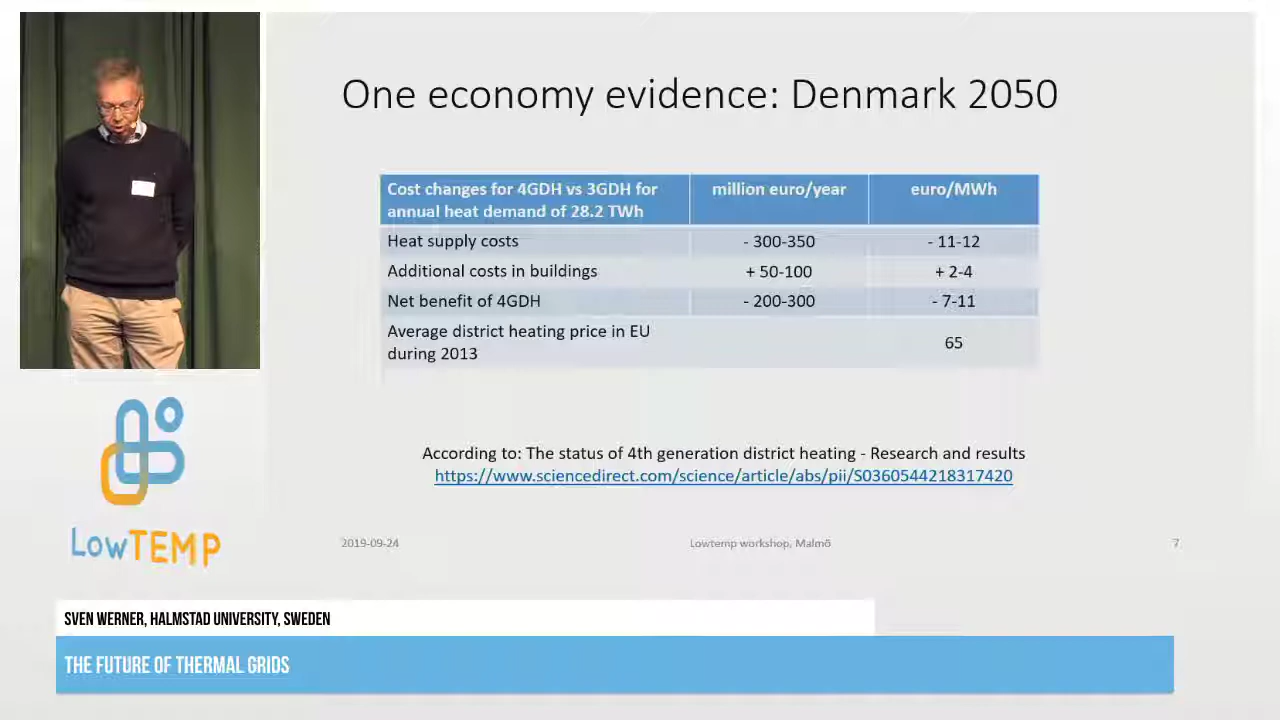 One economy evidence: Denmark 2050
Cost changes for 4GDH vs 3GDH for annual heat demand of 28.2 TWh | million euro/year | euro/MWh
Heat supply costs | - 300-350 | - 11-12
Additional costs in buildings | + 50-100 | + 2-4
Net benefit of 4GDH | - 200-300 | - 7-11
Average district heating price in EU during 2013 | | 65
According to: The status of 4th generation district heating - Research and results
https://www.sciencedirect.com/science/article/abs/pii/S0360544218317420
2019-09-24
Lowtemp workshop, Malmö
7
LowTEMP
SVEN WERNER, HALMSTAD UNIVERSITY, SWEDEN
THE FUTURE OF THERMAL GRIDS